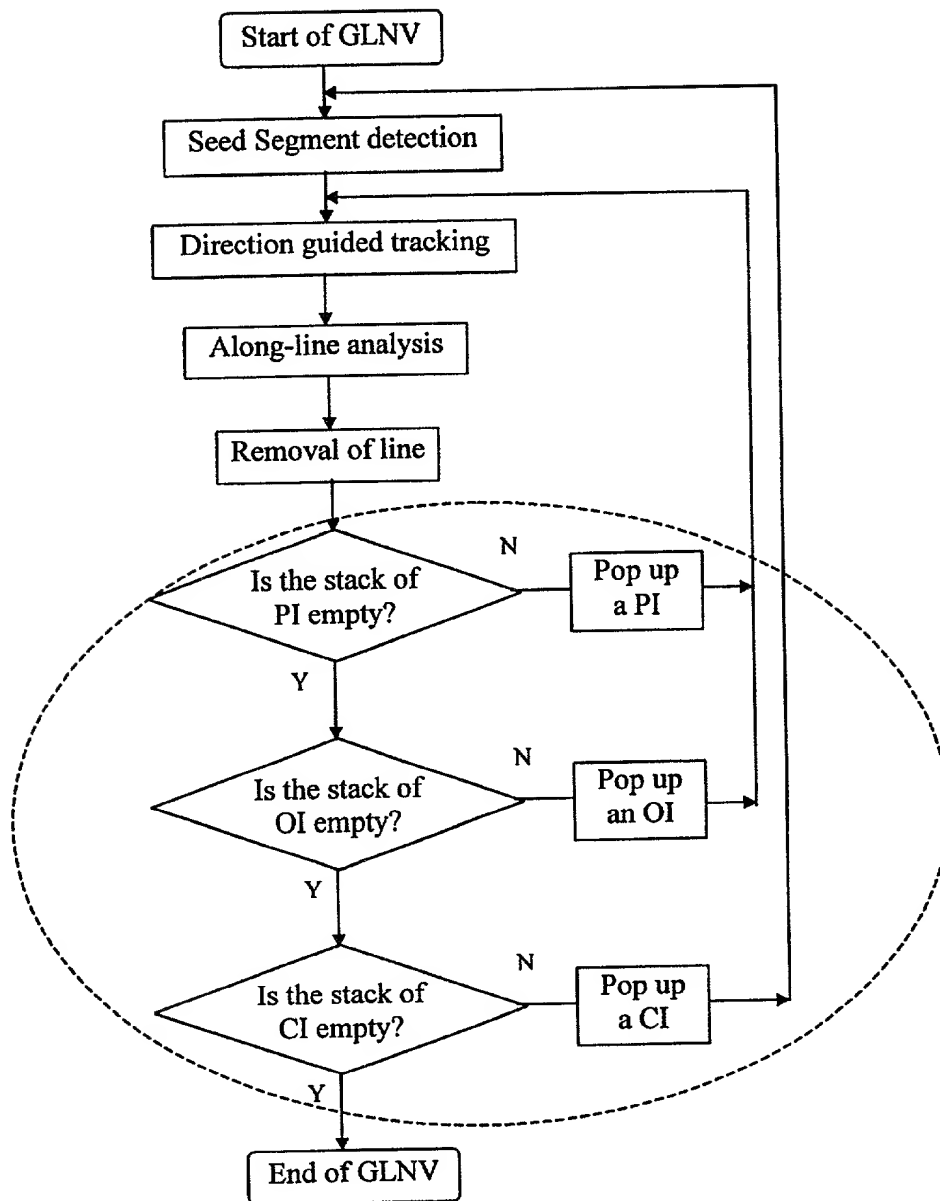 Start of GLNV
Seed Segment detection
Direction guided tracking
Along-line analysis
Removal of line
Is the stack of
PI empty?
N
Pop up
a PI
Y
Is the stack of
OI empty?
N
Pop up
an OI
Y
Is the stack of
CI empty?
N
Pop up
a CI
Y
End of GLNV